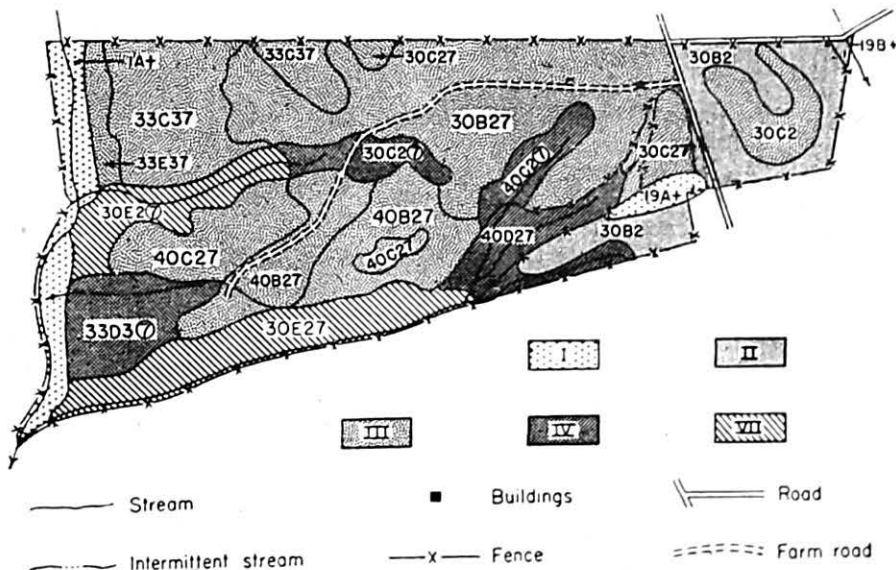 1A+
33C37
30C27
30B2
19B+
33C37
30B27
30C27
30C2
33E37
30C2⑦
40C2⑦
19A+
30E2⑦
40B27
30B2
40C27
40D27
40C27
40B27
33D3⑦
30E27
I
II
III
IV
VII
Stream
Buildings
Road
Intermittent stream
Fence
Farm road